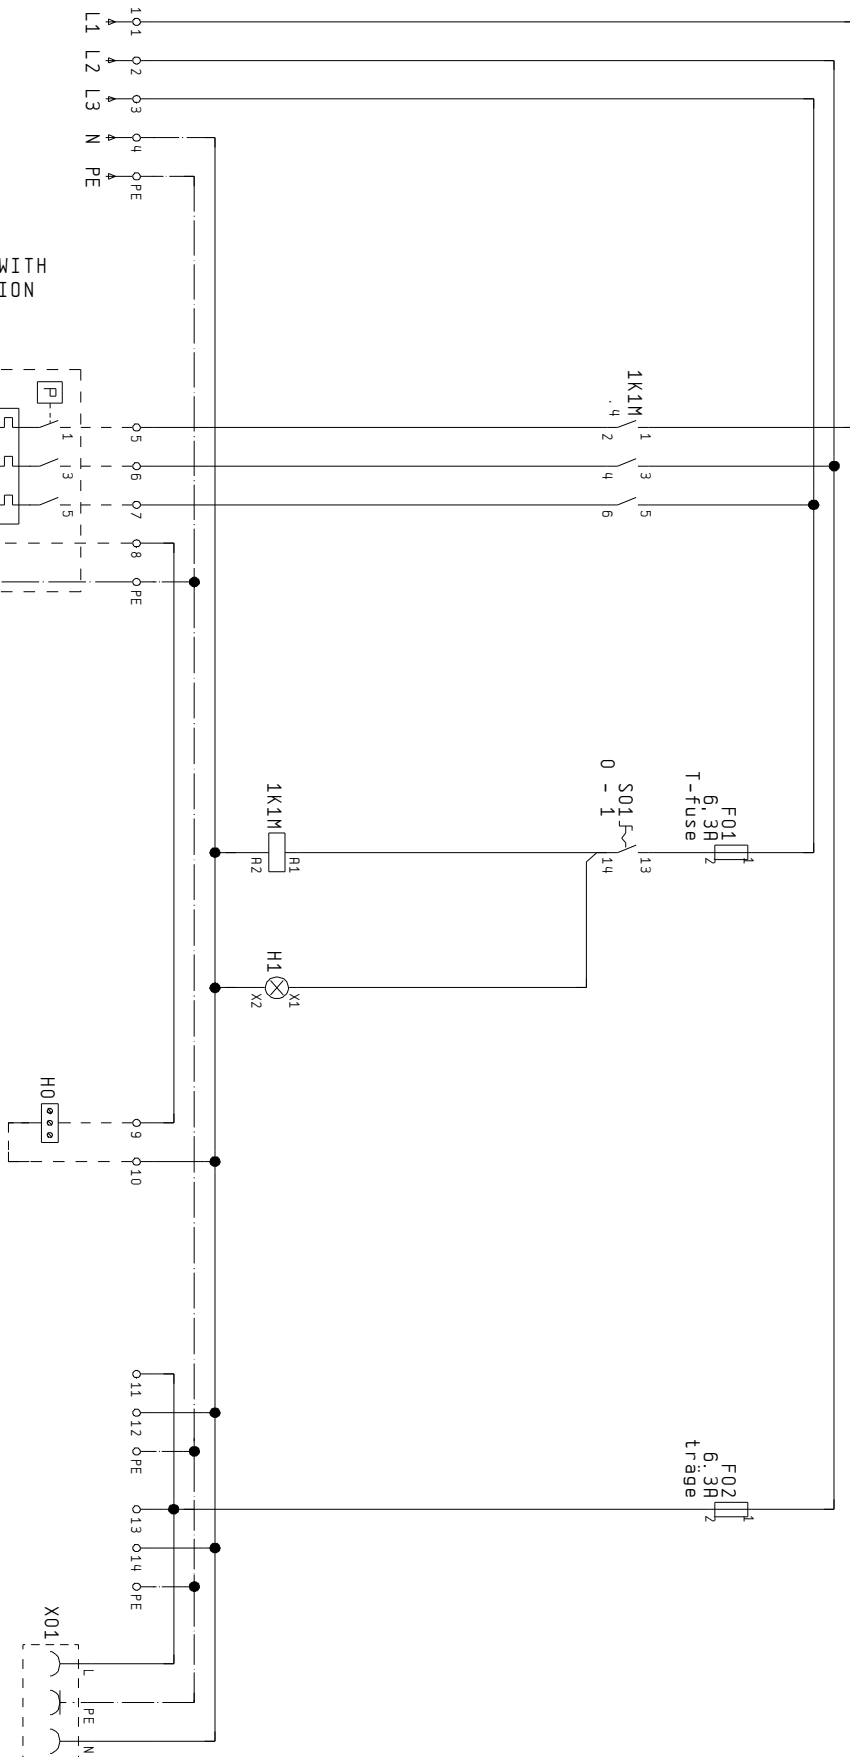 L1
1
1
L2
2
L3
3
N
4
PE
PE
WITH
ION
P
1
5
3
6
5
7
8
PE
1K1M
.4
2
1
4
3
6
5
1K1M
A2
A1
S01
0 - 1
14
13
F01
6,3A
T-fuse
2
1
H1
X2
X1
H0
9
10
11
12
PE
13
14
PE
F02
6.3A
träge
2
1
X01
L
PE
N